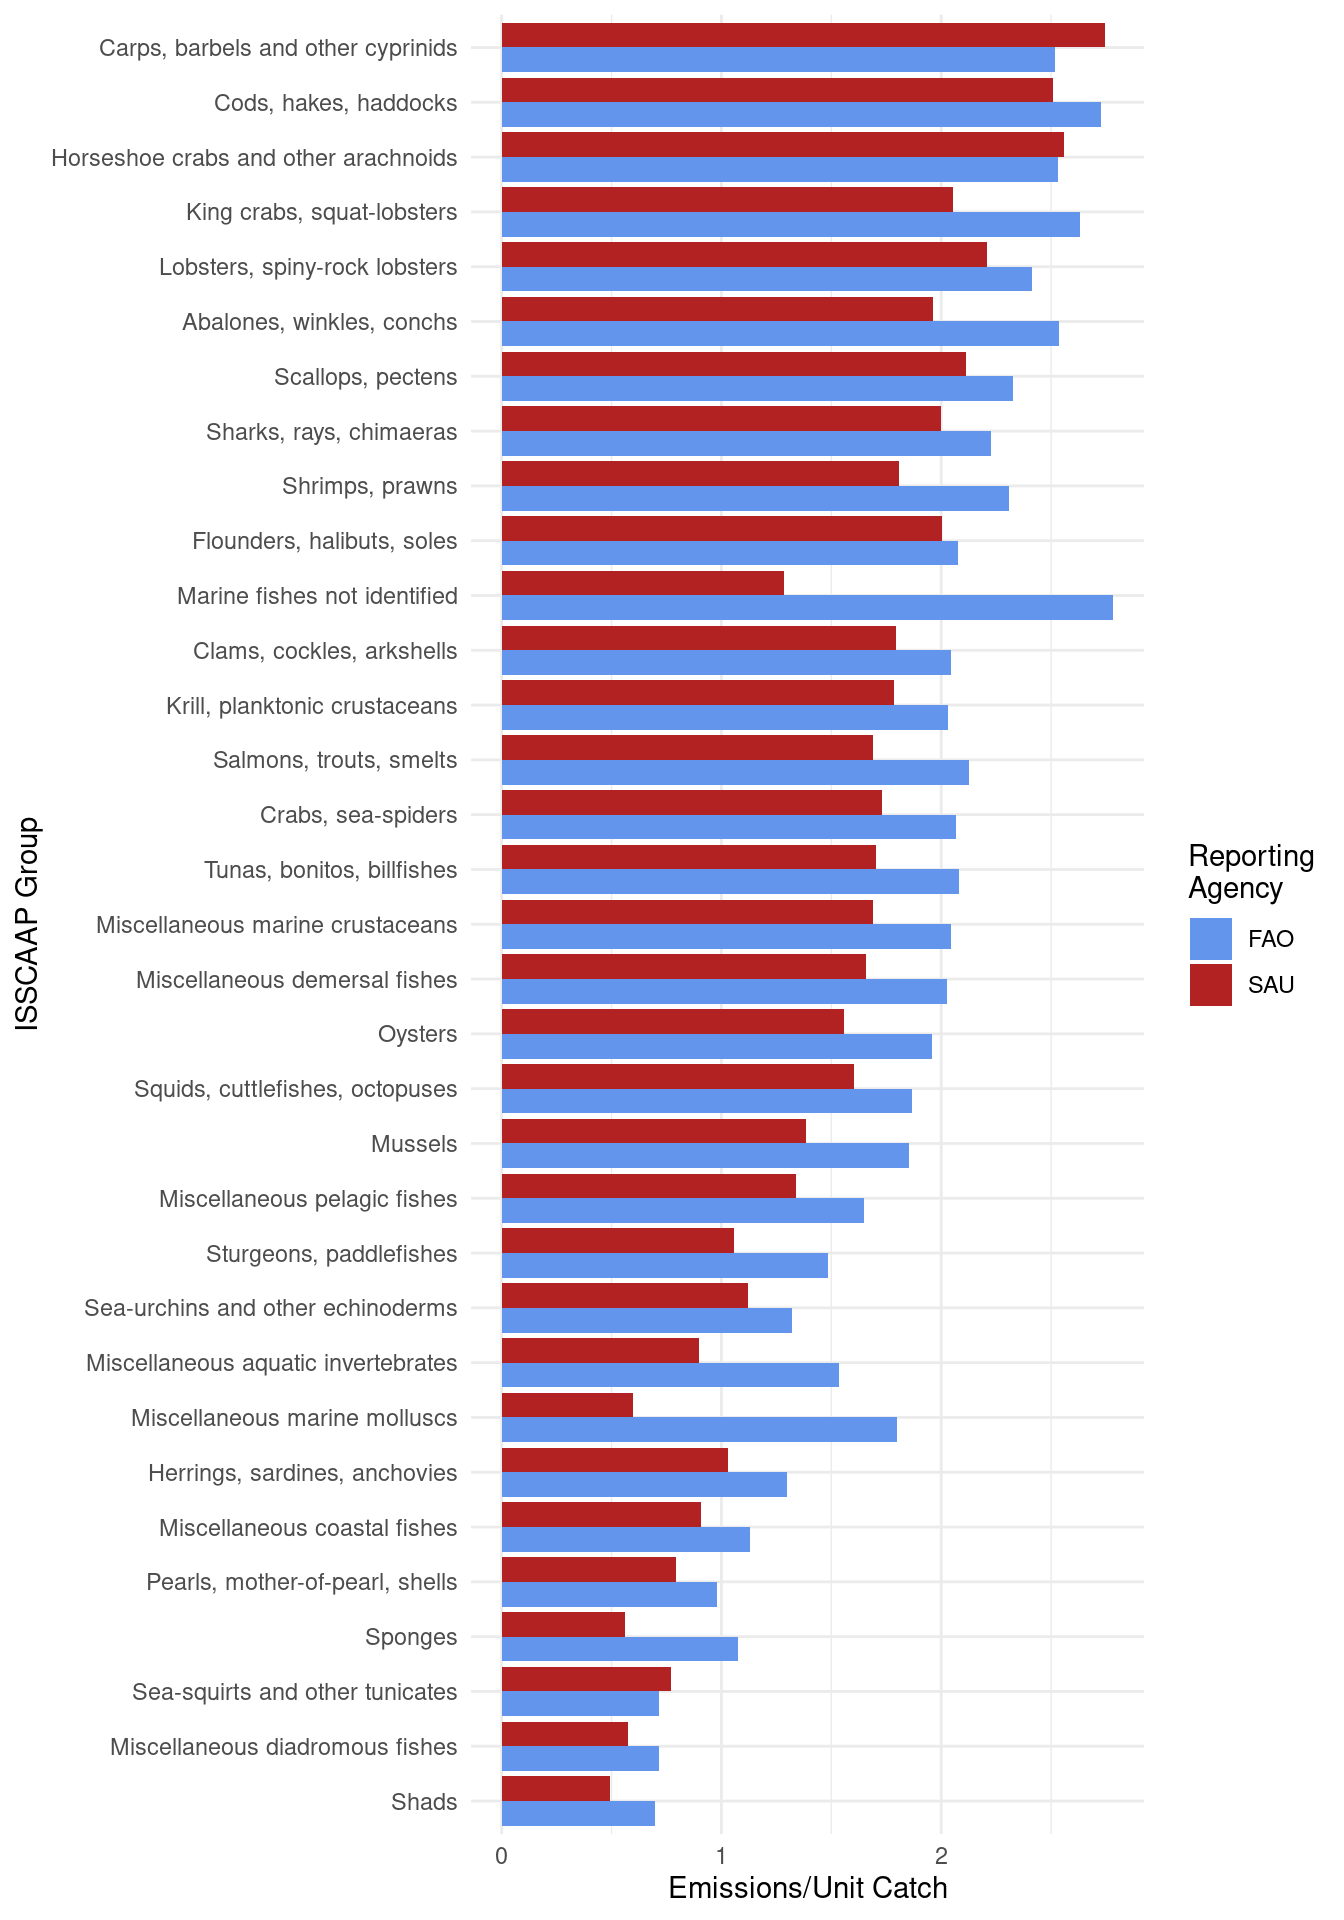 Carps, barbels and other cyprinids
Cods, hakes, haddocks
Horseshoe crabs and other arachnoids
King crabs, squat-lobsters
Lobsters, spiny-rock lobsters
Abalones, winkles, conchs
Scallops, pectens
Sharks, rays, chimaeras
Shrimps, prawns
Flounders, halibuts, soles
Marine fishes not identified
Clams, cockles, arkshells
Krill, planktonic crustaceans
Salmons, trouts, smelts
Crabs, sea-spiders
Tunas, bonitos, billfishes
Miscellaneous marine crustaceans
Miscellaneous demersal fishes
Oysters
Squids, cuttlefishes, octopuses
Mussels
Miscellaneous pelagic fishes
Sturgeons, paddlefishes
Sea-urchins and other echinoderms
Miscellaneous aquatic invertebrates
Miscellaneous marine molluscs
Herrings, sardines, anchovies
Miscellaneous coastal fishes
Pearls, mother-of-pearl, shells
Sponges
Sea-squirts and other tunicates
Miscellaneous diadromous fishes
Shads
ISSCAAP Group
0 1 2
Emissions/Unit Catch
Reporting
Agency
FAO
SAU